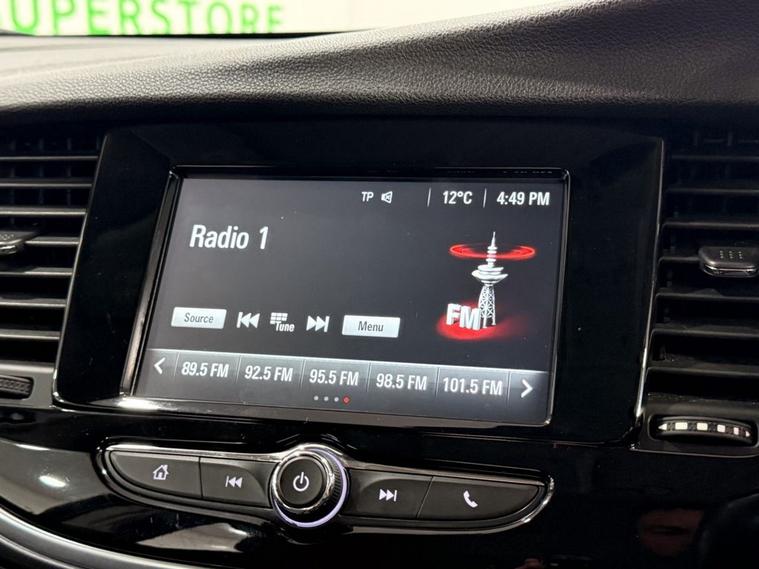 SUPERSTORE
TP 12°C 4:49 PM
Radio 1
FM
Source Tune Menu
89.5 FM 92.5 FM 95.5 FM 98.5 FM 101.5 FM